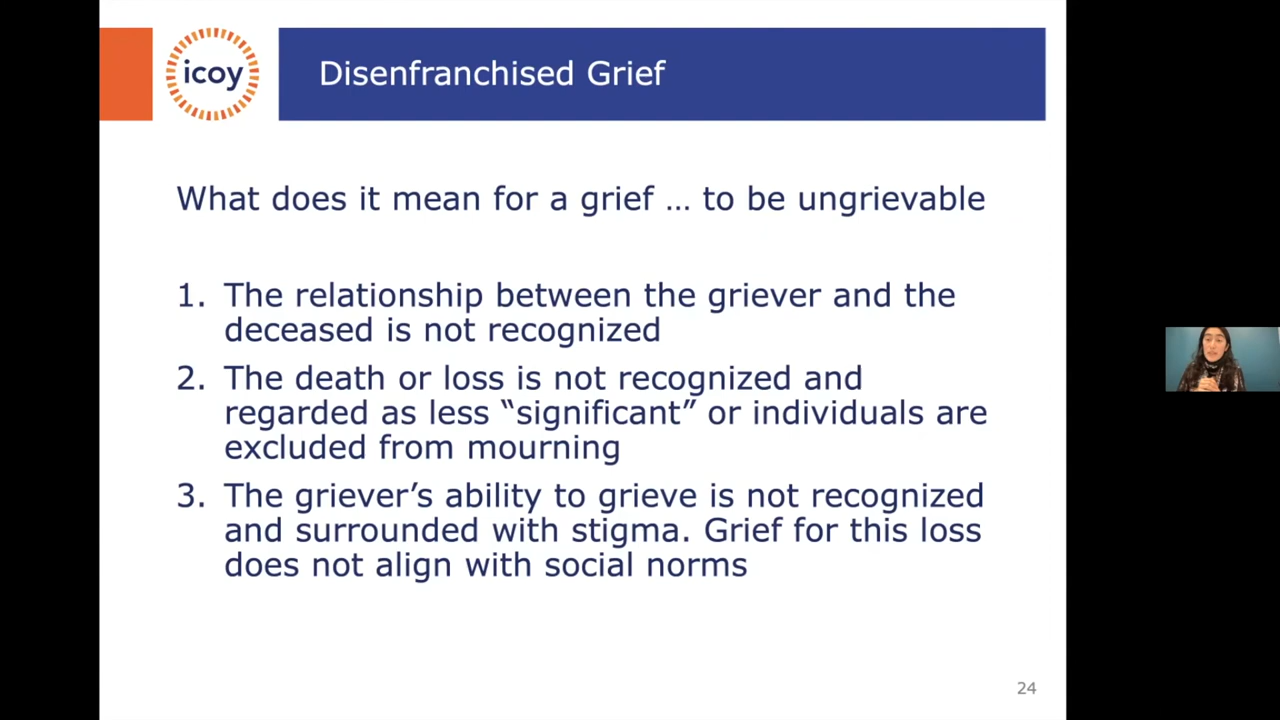 icoy
Disenfranchised Grief
What does it mean for a grief … to be ungrievable
1. The relationship between the griever and the
deceased is not recognized
2. The death or loss is not recognized and
regarded as less “significant” or individuals are
excluded from mourning
3. The griever’s ability to grieve is not recognized
and surrounded with stigma. Grief for this loss
does not align with social norms
24